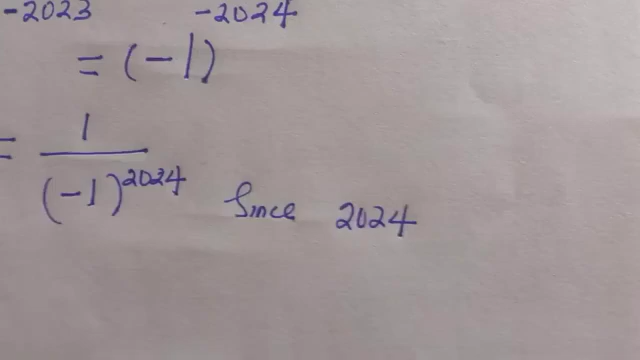 -2023 -2024
= (-1)
= 1
(-1)^2024 Since 2024